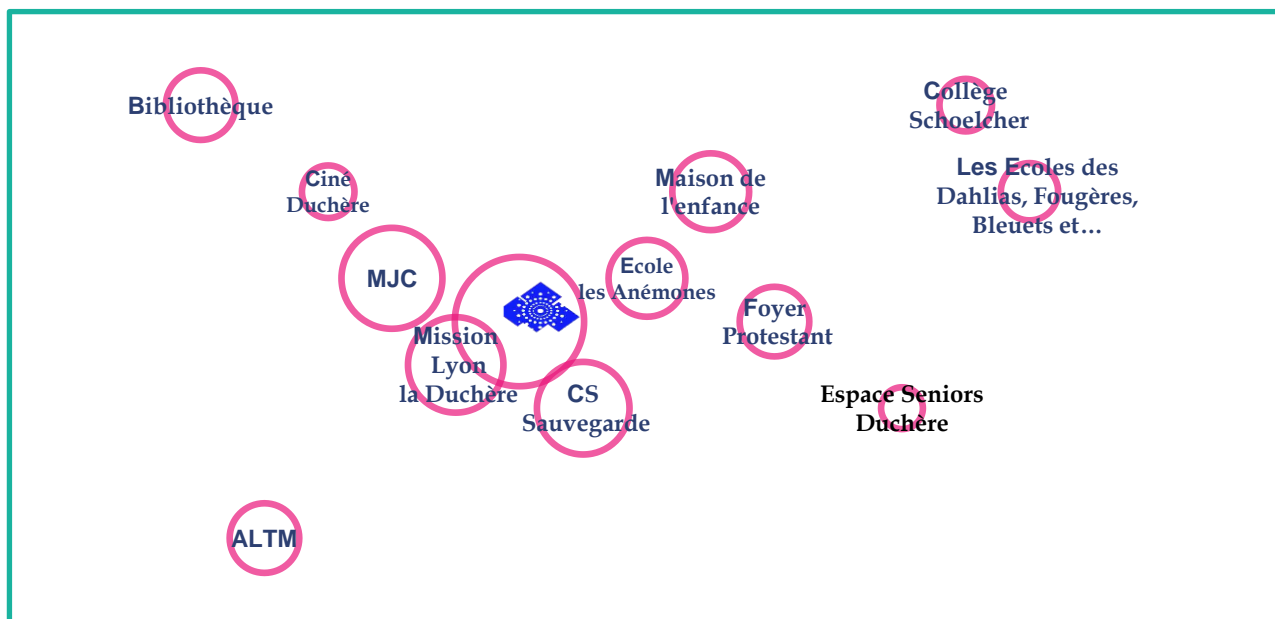 Bibliothèque
Ciné
Duchère
MJC
Mission
Lyon
la Duchère
CS
Sauvegarde
Ecole
les Anémones
Maison de
l'enfance
Foyer
Protestant
Collège
Schoelcher
Les Ecoles des
Dahlias, Fougères,
Bleuets et…
Espace Seniors
Duchère
ALTM